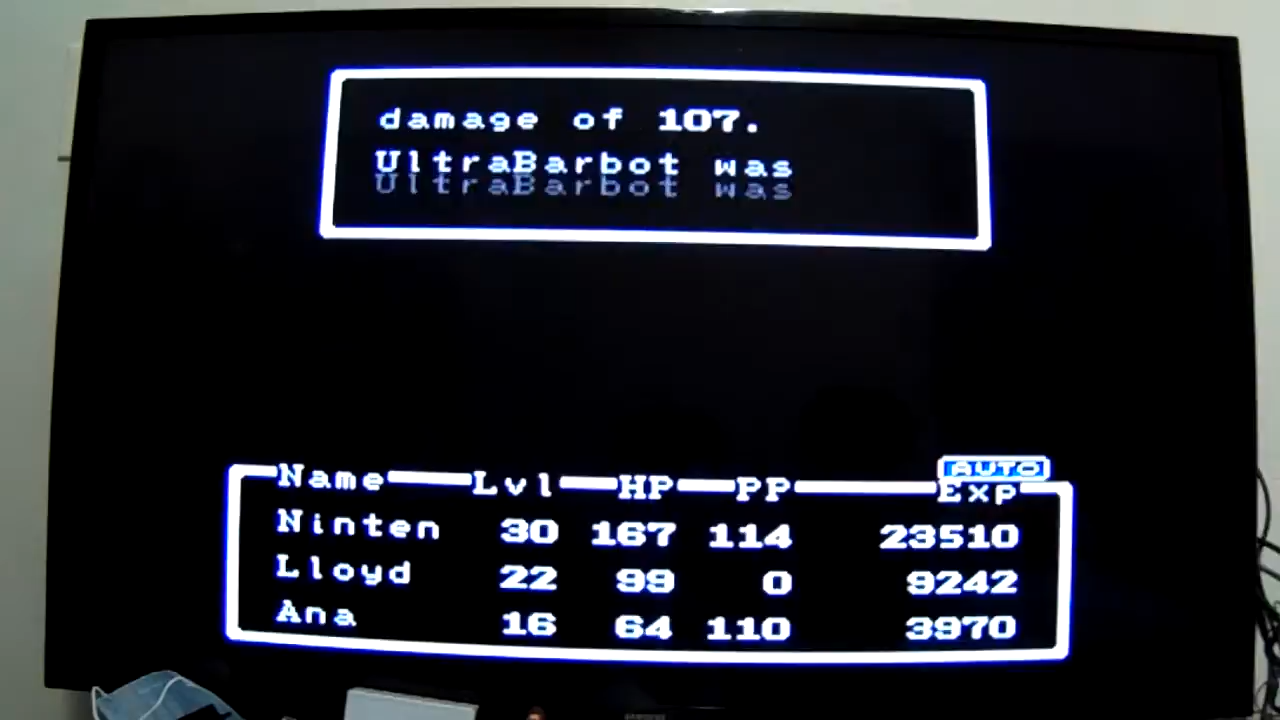 damage of 107.
UltraBarbot was
UltraBarbot was
AUTO
Name Lvl HP PP Exp
Ninten 30 167 114 23510
Lloyd 22 99 0 9242
Ana 16 64 110 3970
SAMSUNG